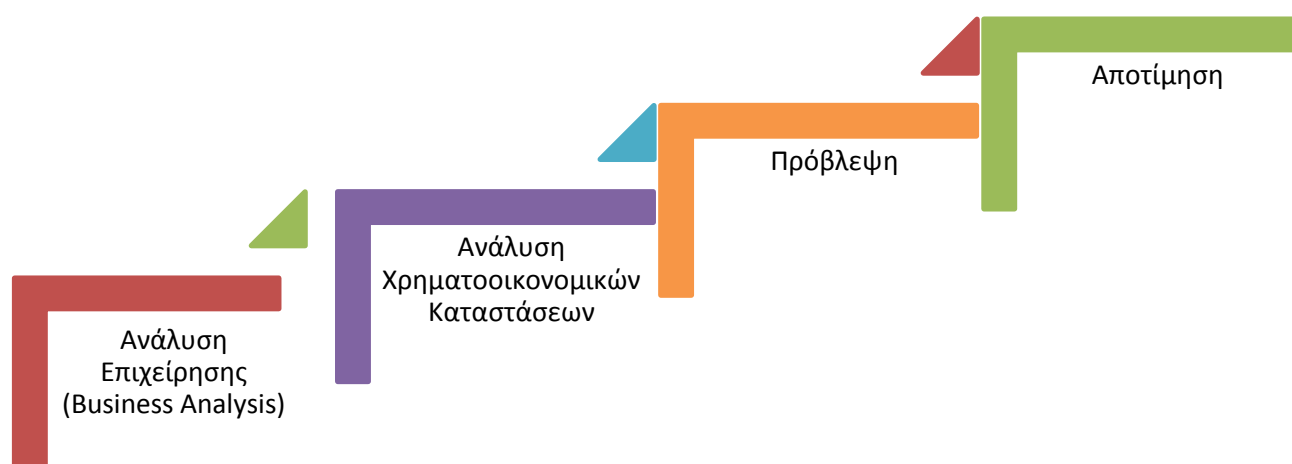 Ανάλυση
Επιχείρησης
(Business Analysis)
Ανάλυση
Χρηματοοικονομικών
Καταστάσεων
Πρόβλεψη
Αποτίμηση